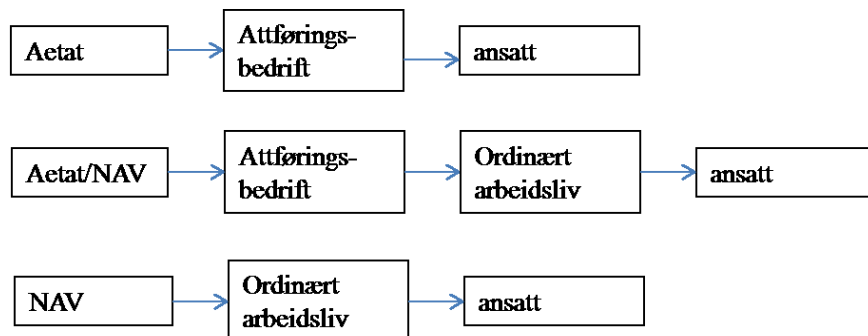 Aetat
Attførings-
bedrift
ansatt
Aetat/NAV
Attførings-
bedrift
Ordinært
arbeidsliv
ansatt
NAV
Ordinært
arbeidsliv
ansatt